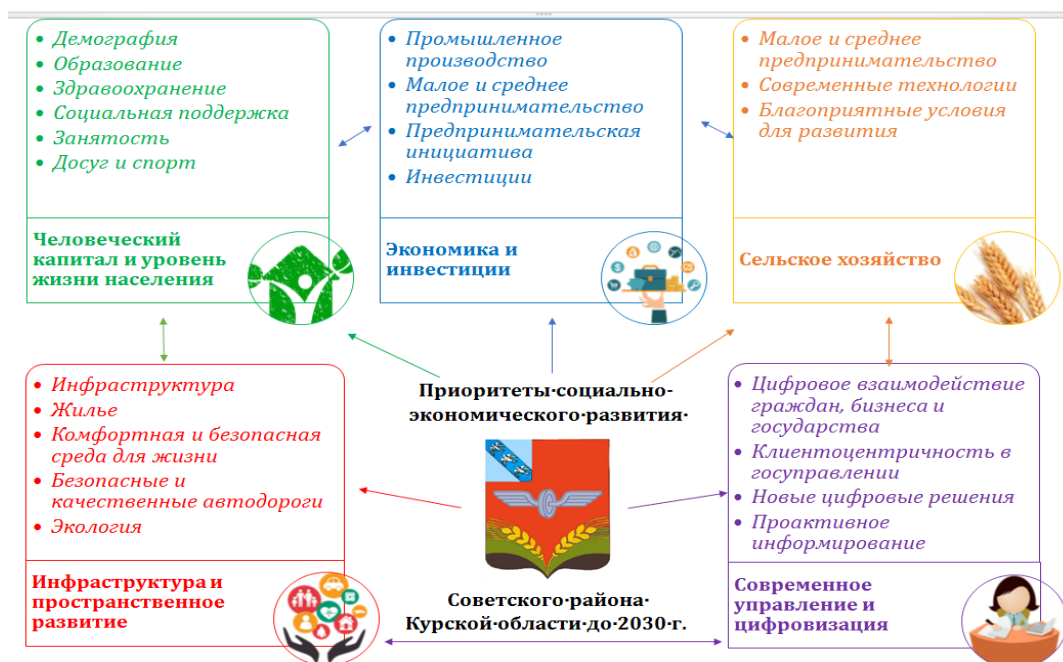 • Демография
• Образование
• Здравоохранение
• Социальная поддержка
• Занятость
• Досуг и спорт
Человеческий
капитал и уровень
жизни населения
• Промышленное
производство
• Малое и среднее
предпринимательство
• Предпринимательская
инициатива
• Инвестиции
Экономика и
инвестиции
• Малое и среднее
предпринимательство
• Современные технологии
• Благоприятные условия
для развития
Сельское хозяйство
• Инфраструктура
• Жилье
• Комфортная и безопасная
среда для жизни
• Безопасные и
качественные автодороги
• Экология
Инфраструктура и
пространственное
развитие
Приоритеты·социально-
экономического·развития·
Советского·района·
Курской·области·до·2030·г.
• Цифровое взаимодействие
граждан, бизнеса и
государства
• Клиентоцентричность в
госуправлении
• Новые цифровые решения
• Проактивное
информирование
Современное
управление и
цифровизация